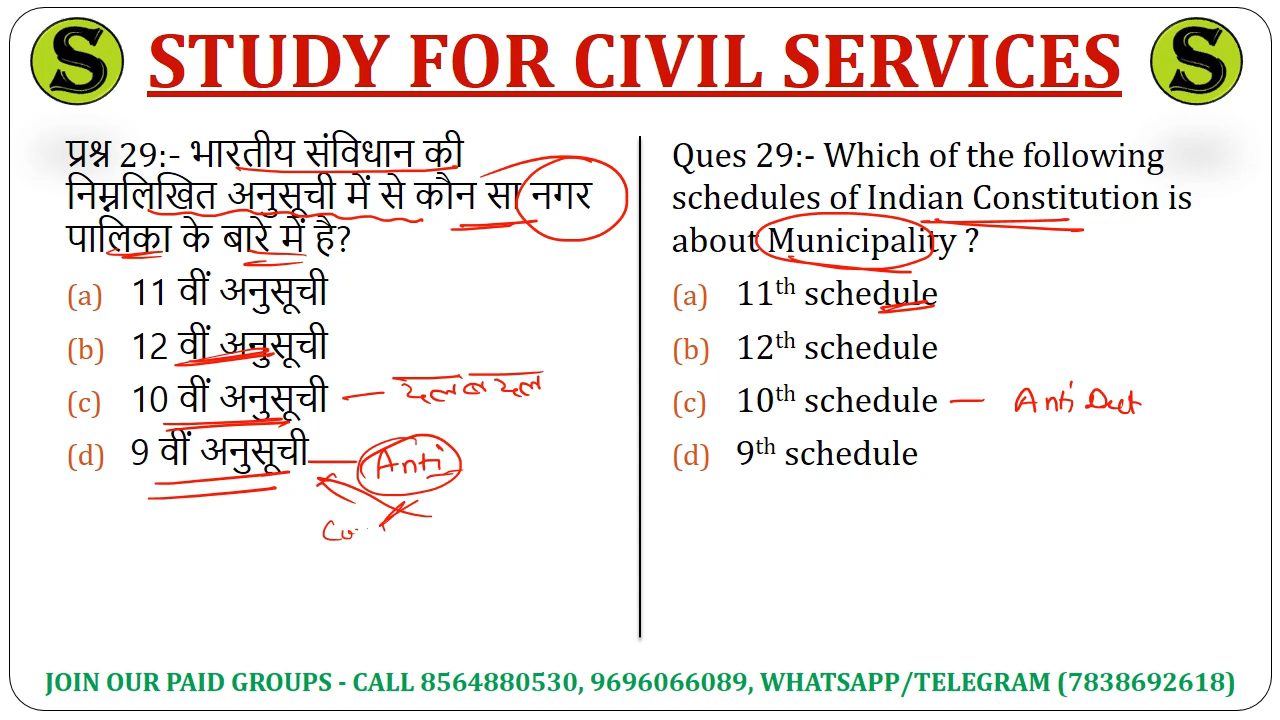 S STUDY FOR CIVIL SERVICES S
प्रश्न 29:- भारतीय संविधान की
निम्नलिखित अनुसूची में से कौन सा नगर
पालिका के बारे में है?
(a) 11 वीं अनुसूची
(b) 12 वीं अनुसूची
(c) 10 वीं अनुसूची — दल बदल
(d) 9 वीं अनुसूची — Anti
Ques 29:- Which of the following
schedules of Indian Constitution is
about Municipality ?
(a) 11th schedule
(b) 12th schedule
(c) 10th schedule — Anti
(d) 9th schedule
JOIN OUR PAID GROUPS - CALL 8564880530, 9696066089, WHATSAPP/TELEGRAM (7838692618)